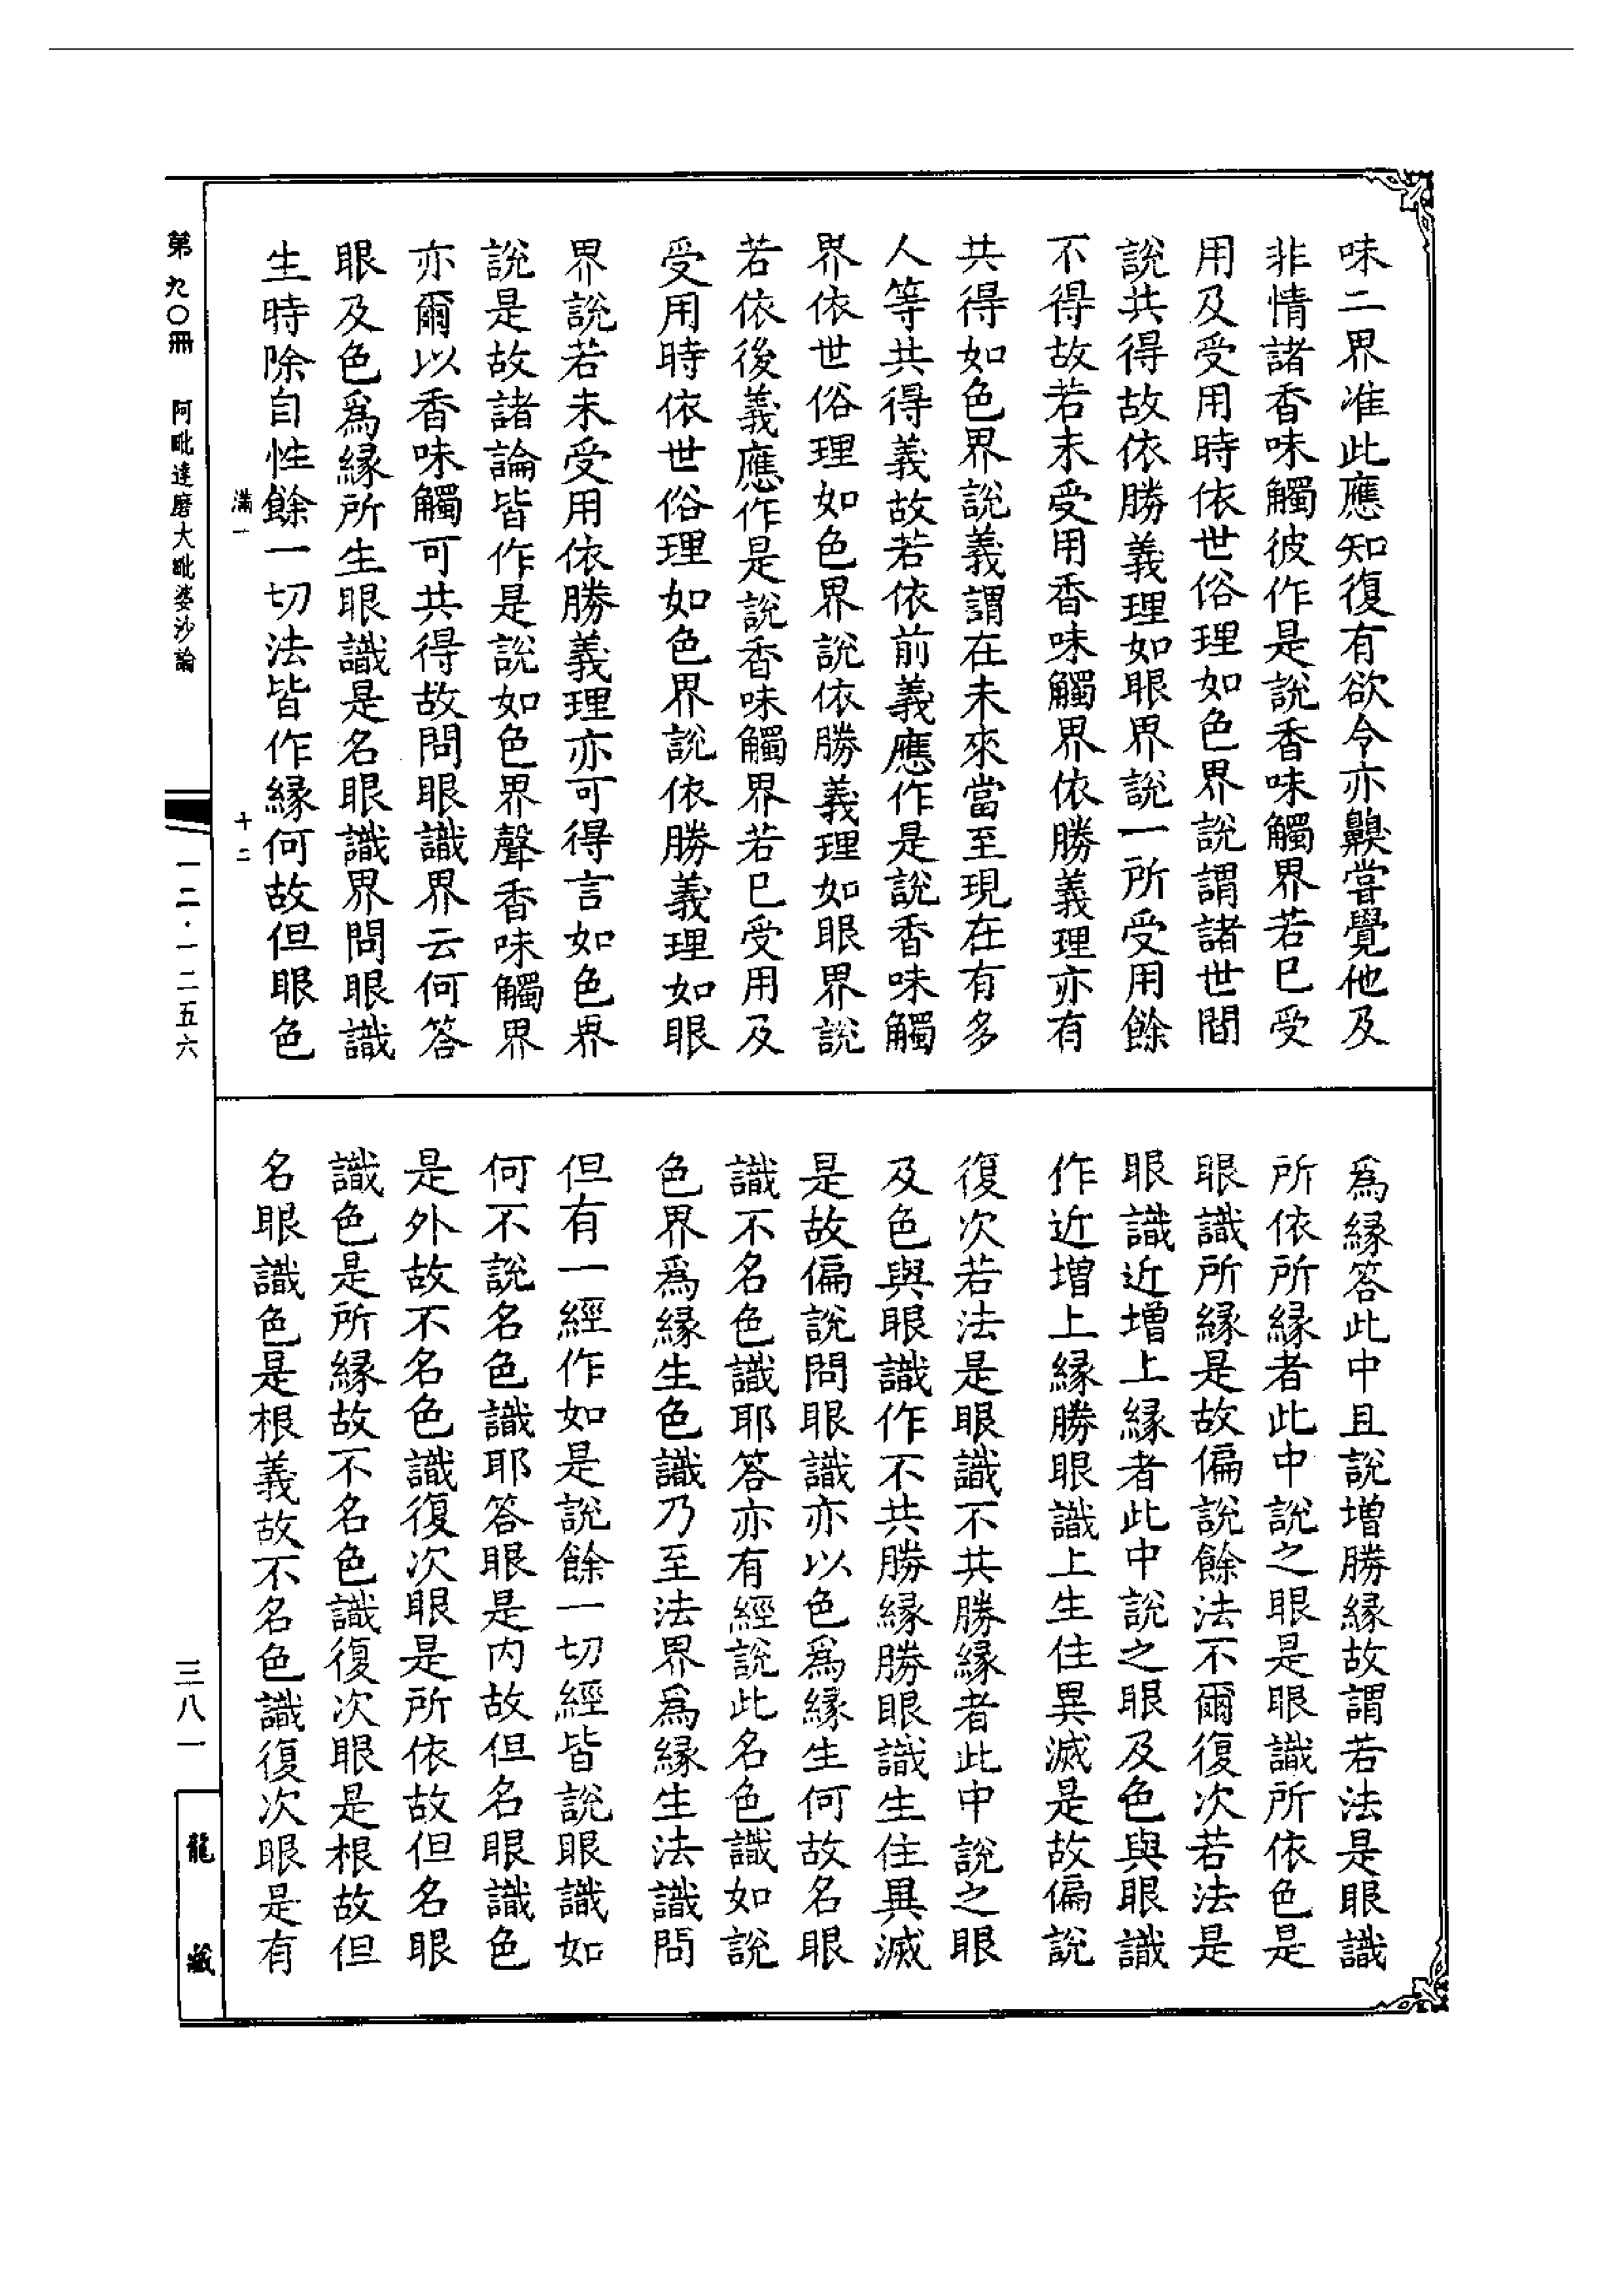 味二界准此應知復有欲令亦齅甞覺他及
非情諸香味觸彼作是說香味觸界若巳受
用及受用時依世俗理如色界說謂諸世間
說共得故依勝義理如眼界說一所受用餘
不得故若未受用香味觸界依勝義理亦有
共得如色界說義謂在未來當至現在有多
人等共得義故若依前義應作是說香味觸
界依世俗理如色界說依勝義理如眼界說
若依後義應作是說香味觸界若巳受用及
受用時依世俗理如色界說依勝義理如眼
界說若未受用依勝義理亦可得言如色界
說是故諸論皆作是說如色界聲香味觸界
亦爾以香味觸可共得故問眼識界云何答
眼及色爲緣所生眼識是名眼識界問眼識
生時除自性餘一切法皆作緣何故但眼色
爲緣答此中且說增勝緣故謂若法是眼識
所依所緣者此中說之眼是眼識所依色是
眼識所緣是故偏說餘法不爾復次若法是
眼識近增上緣者此中說之眼及色與眼識
作近增上緣勝眼識上生住異滅是故偏說
復次若法是眼識不共勝緣者此中說之眼
及色與眼識作不共勝緣勝眼識生住異滅
是故偏說問眼識亦以色爲緣生何故名眼
識不名色識耶答亦有經說此名色識如說
色界爲緣生色識乃至法界爲緣生法識問
但有一經作如是說餘一切經皆說眼識如
何不說名色識耶答眼是内故但名眼識色
是外故不名色識復次眼是所依故但名眼
識色是所緣故不名色識復次眼是根故但
名眼識色是根義故不名色識復次眼是有
滿一
十二
第九〇冊 阿毗達磨大毗婆沙論
一二·一二五六
三八一
龍藏